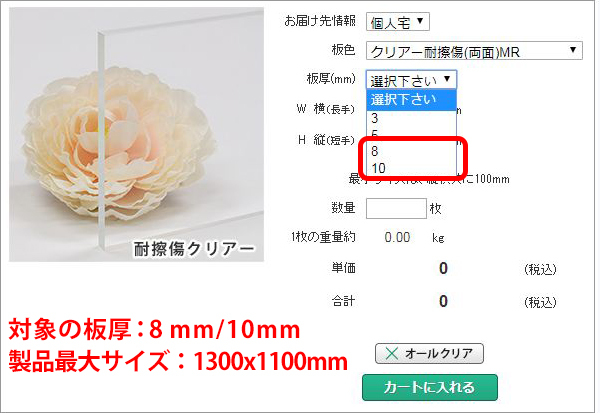 お届け先情報 個人宅
板色 クリアー耐擦傷(両面)MR
板厚(mm) 選択下さい
選択下さい
W 横(長手)
3
H 縦(短手)
5
8
10
100mm
数量 枚
1枚の重量約 0.00 kg
単価 0 (税込)
合計 0 (税込)
耐擦傷クリアー
対象の板厚:8 mm/10mm
製品最大サイズ:1300x1100mm
オールクリア
カートに入れる